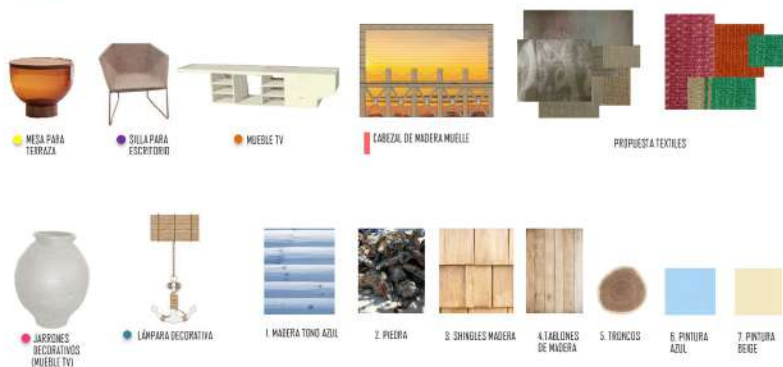 MESA PARA
TERRAZA
SILLA PARA
ESCRITORIO
MUEBLE TV
CABEZAL DE MADERA MUELLE
PROPUESTA TEXTILES
JARRONES
DECORATIVOS
(MUEBLE TV)
LÁMPARA DECORATIVA
1. MADERA TONO AZUL
2. PIEDRA
3. SHINGLES MADERA
4.TABLONES
DE MADERA
5. TRONCOS
6. PINTURA
AZUL
7. PINTURA
BEIGE